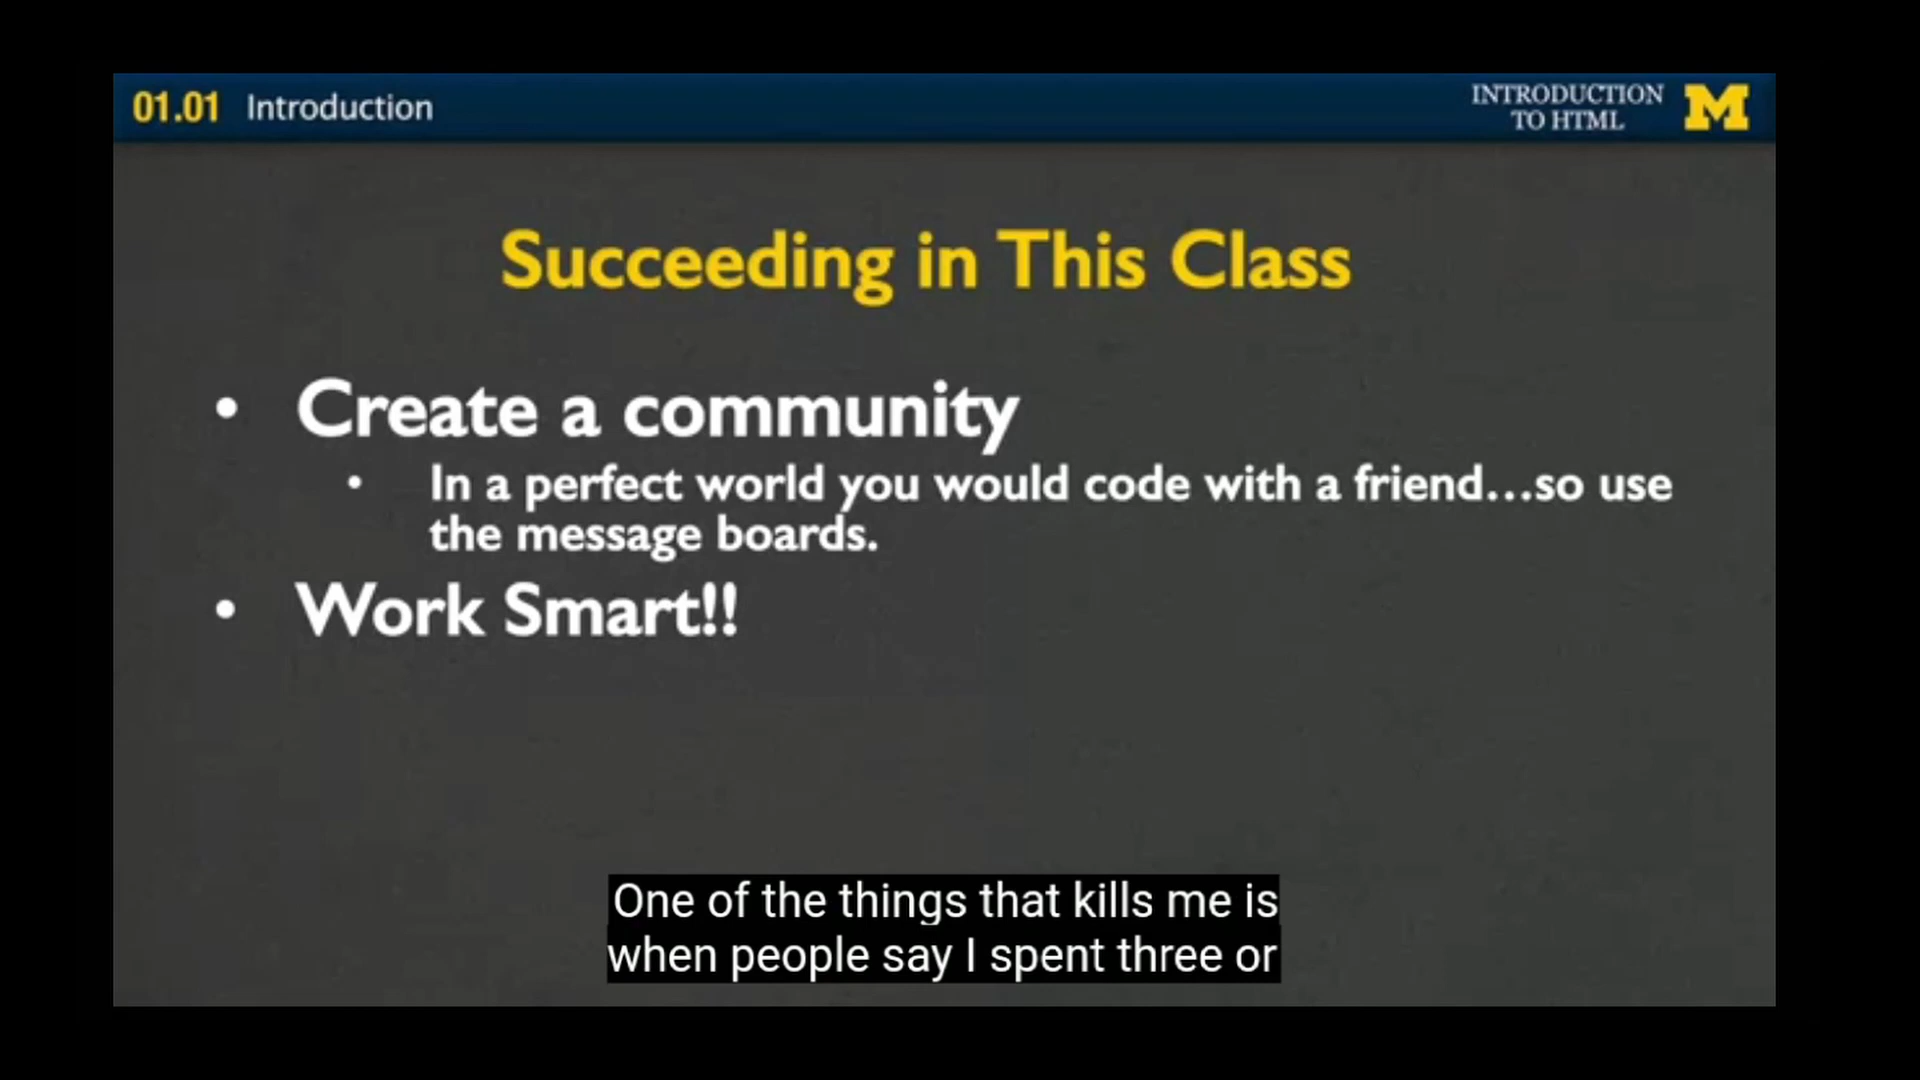 01.01 Introduction
INTRODUCTION
TO HTML
M
Succeeding in This Class
• Create a community
• In a perfect world you would code with a friend...so use
the message boards.
• Work Smart!!
One of the things that kills me is
when people say I spent three or